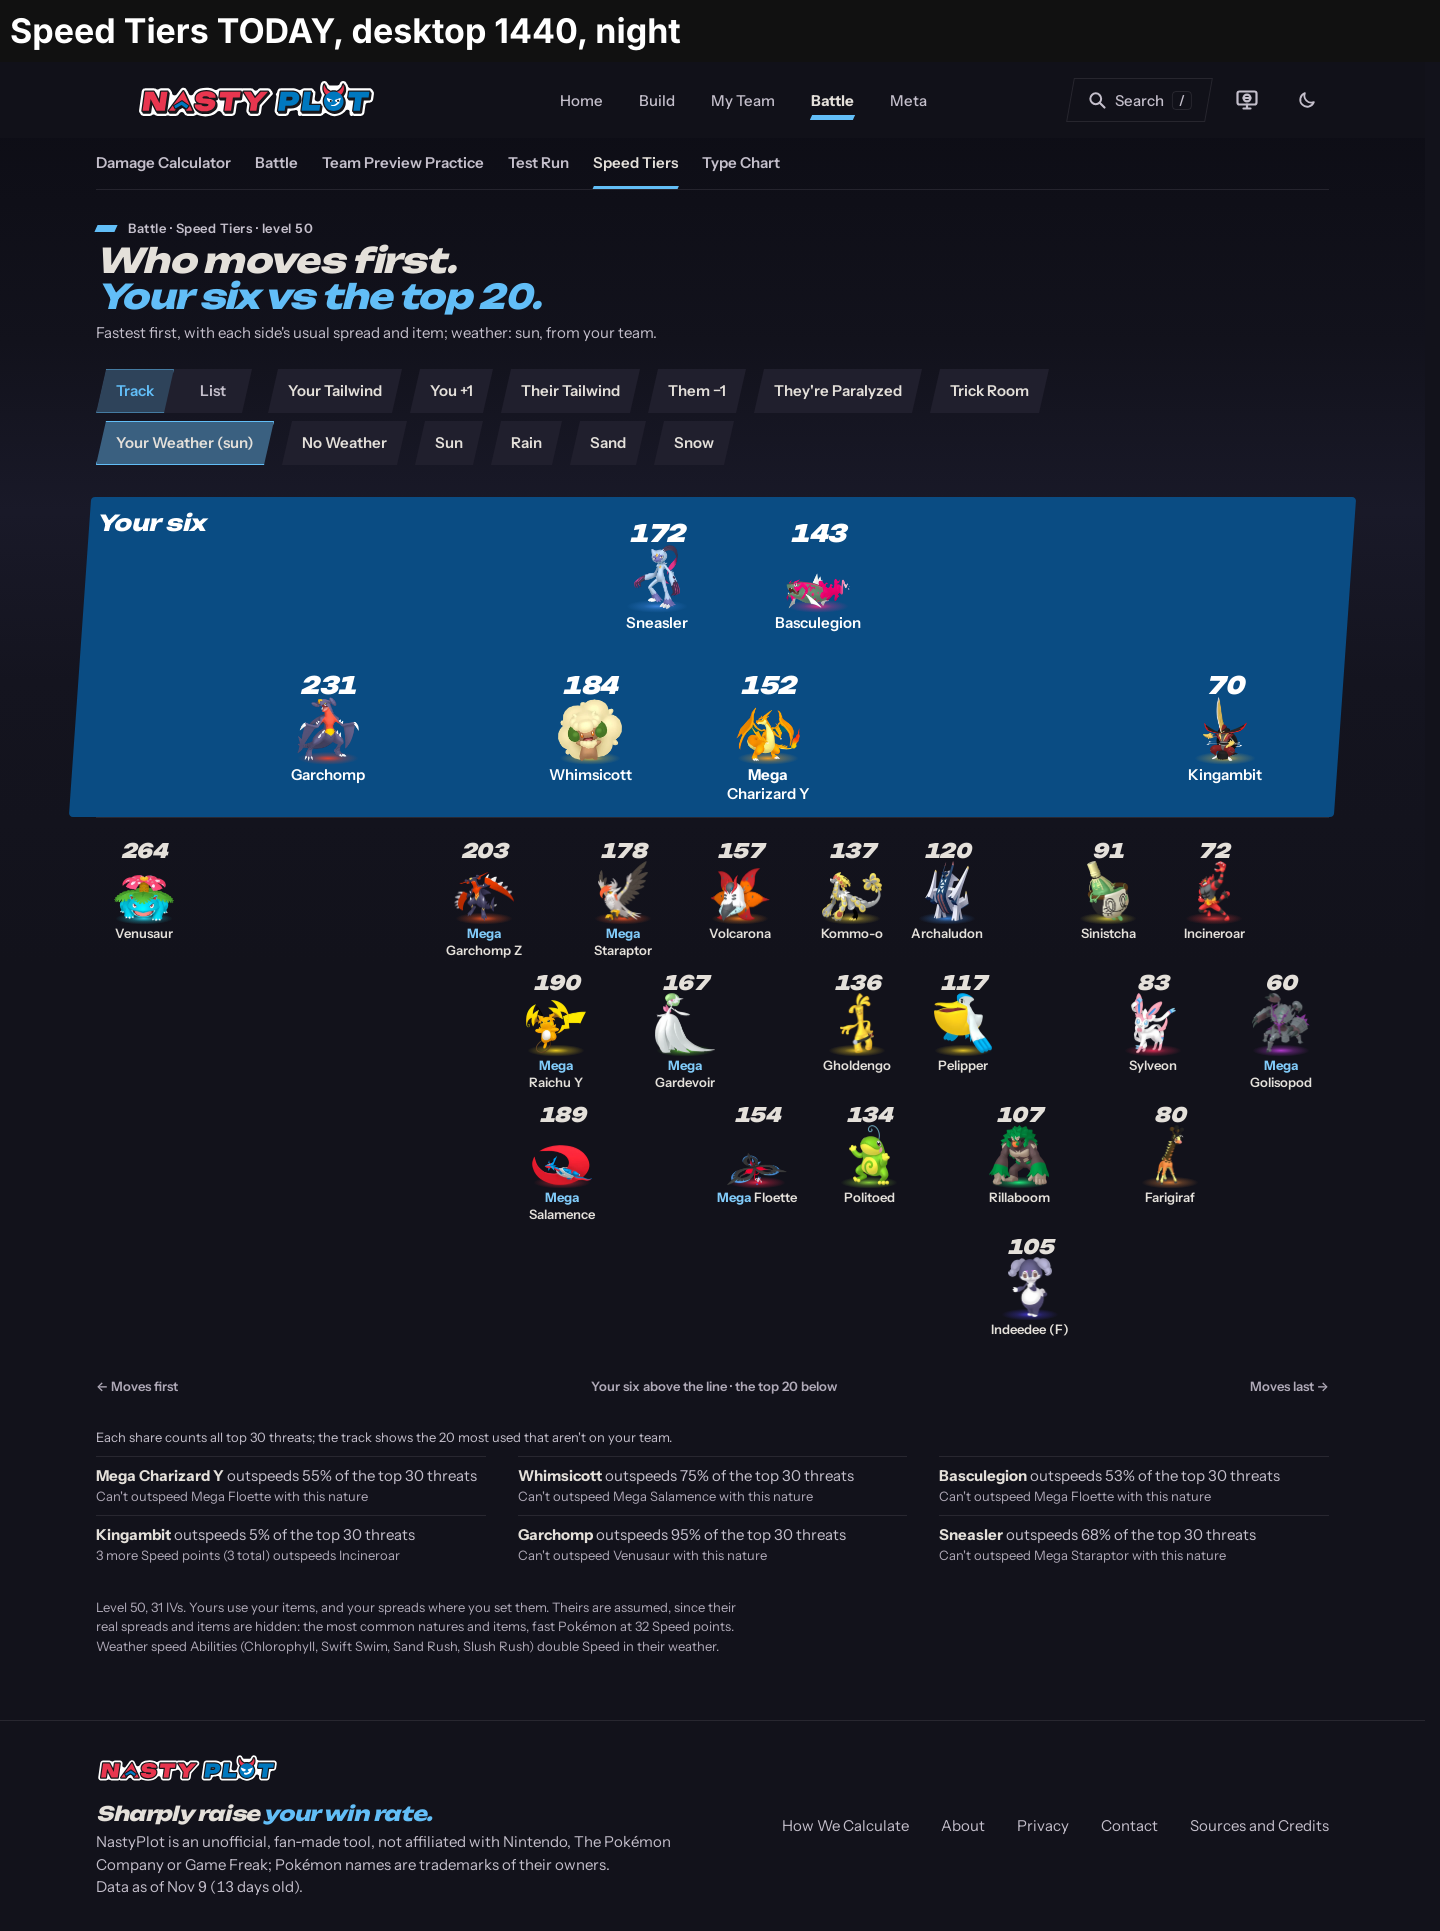 Speed Tiers TODAY, desktop 1440, night
NASTY PLOT
Home
Build
My Team
Battle
Meta
Search /
Damage Calculator
Battle
Team Preview Practice
Test Run
Speed Tiers
Type Chart
Battle · Speed Tiers · level 50
Who moves first.
Your six vs the top 20.
Fastest first, with each side's usual spread and item; weather: sun, from your team.
Track
List
Your Tailwind
You +1
Their Tailwind
Them −1
They're Paralyzed
Trick Room
Your Weather (sun)
No Weather
Sun
Rain
Sand
Snow
Your six
172
Sneasler
143
Basculegion
231
Garchomp
184
Whimsicott
152
Mega
Charizard Y
70
Kingambit
264
Venusaur
203
Mega
Garchomp Z
178
Mega
Staraptor
157
Volcarona
137
Kommo-o
120
Archaludon
91
Sinistcha
72
Incineroar
190
Mega
Raichu Y
167
Mega
Gardevoir
136
Gholdengo
117
Pelipper
83
Sylveon
60
Mega
Golisopod
189
Mega
Salamence
154
Mega Floette
134
Politoed
107
Rillaboom
80
Farigiraf
105
Indeedee (F)
← Moves first
Your six above the line · the top 20 below
Moves last →
Each share counts all top 30 threats; the track shows the 20 most used that aren't on your team.
Mega Charizard Y outspeeds 55% of the top 30 threats
Can't outspeed Mega Floette with this nature
Whimsicott outspeeds 75% of the top 30 threats
Can't outspeed Mega Salamence with this nature
Basculegion outspeeds 53% of the top 30 threats
Can't outspeed Mega Floette with this nature
Kingambit outspeeds 5% of the top 30 threats
3 more Speed points (3 total) outspeeds Incineroar
Garchomp outspeeds 95% of the top 30 threats
Can't outspeed Venusaur with this nature
Sneasler outspeeds 68% of the top 30 threats
Can't outspeed Mega Staraptor with this nature
Level 50, 31 IVs. Yours use your items, and your spreads where you set them. Theirs are assumed, since their
real spreads and items are hidden: the most common natures and items, fast Pokémon at 32 Speed points.
Weather speed Abilities (Chlorophyll, Swift Swim, Sand Rush, Slush Rush) double Speed in their weather.
NASTY PLOT
Sharply raise your win rate.
NastyPlot is an unofficial, fan-made tool, not affiliated with Nintendo, The Pokémon
Company or Game Freak; Pokémon names are trademarks of their owners.
Data as of Nov 9 (13 days old).
How We Calculate
About
Privacy
Contact
Sources and Credits